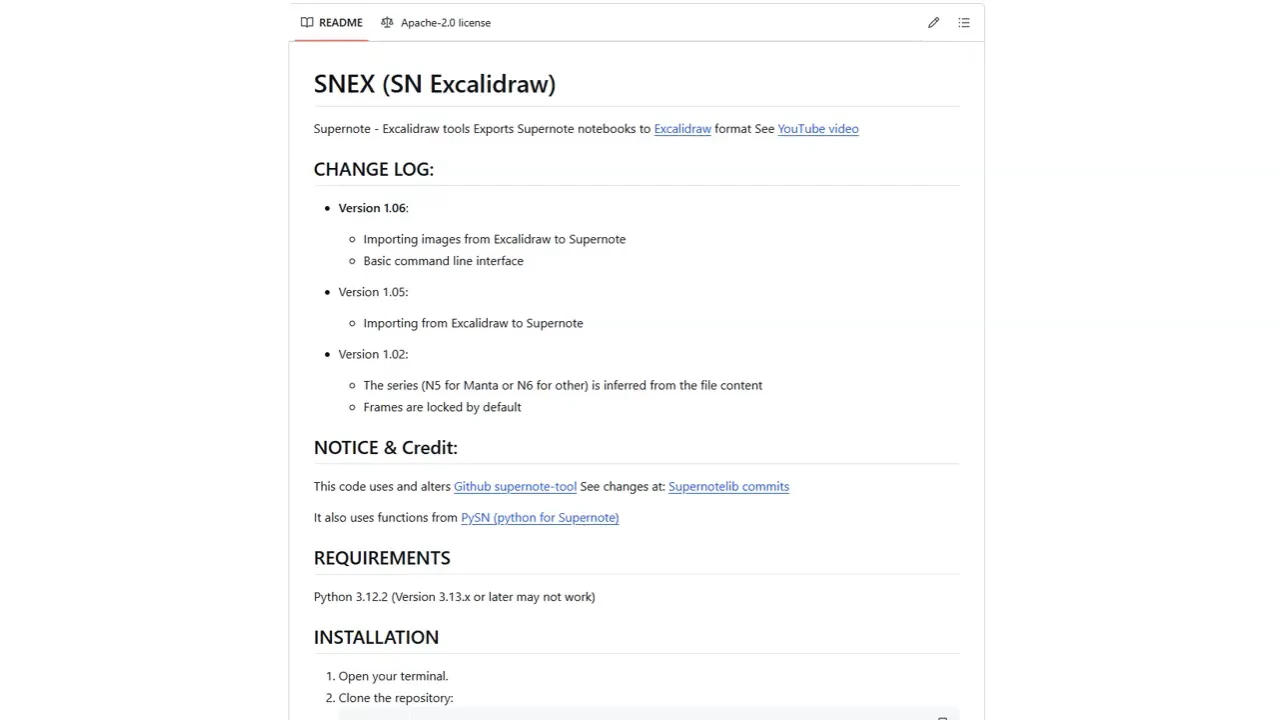 README Apache-2.0 license
SNEX (SN Excalidraw)
Supernote - Excalidraw tools Exports Supernote notebooks to Excalidraw format See YouTube video
CHANGE LOG:
Version 1.06:
Importing images from Excalidraw to Supernote
Basic command line interface
Version 1.05:
Importing from Excalidraw to Supernote
Version 1.02:
The series (N5 for Manta or N6 for other) is inferred from the file content
Frames are locked by default
NOTICE & Credit:
This code uses and alters Github supernote-tool See changes at: Supernotelib commits
It also uses functions from PySN (python for Supernote)
REQUIREMENTS
Python 3.12.2 (Version 3.13.x or later may not work)
INSTALLATION
1. Open your terminal.
2. Clone the repository: